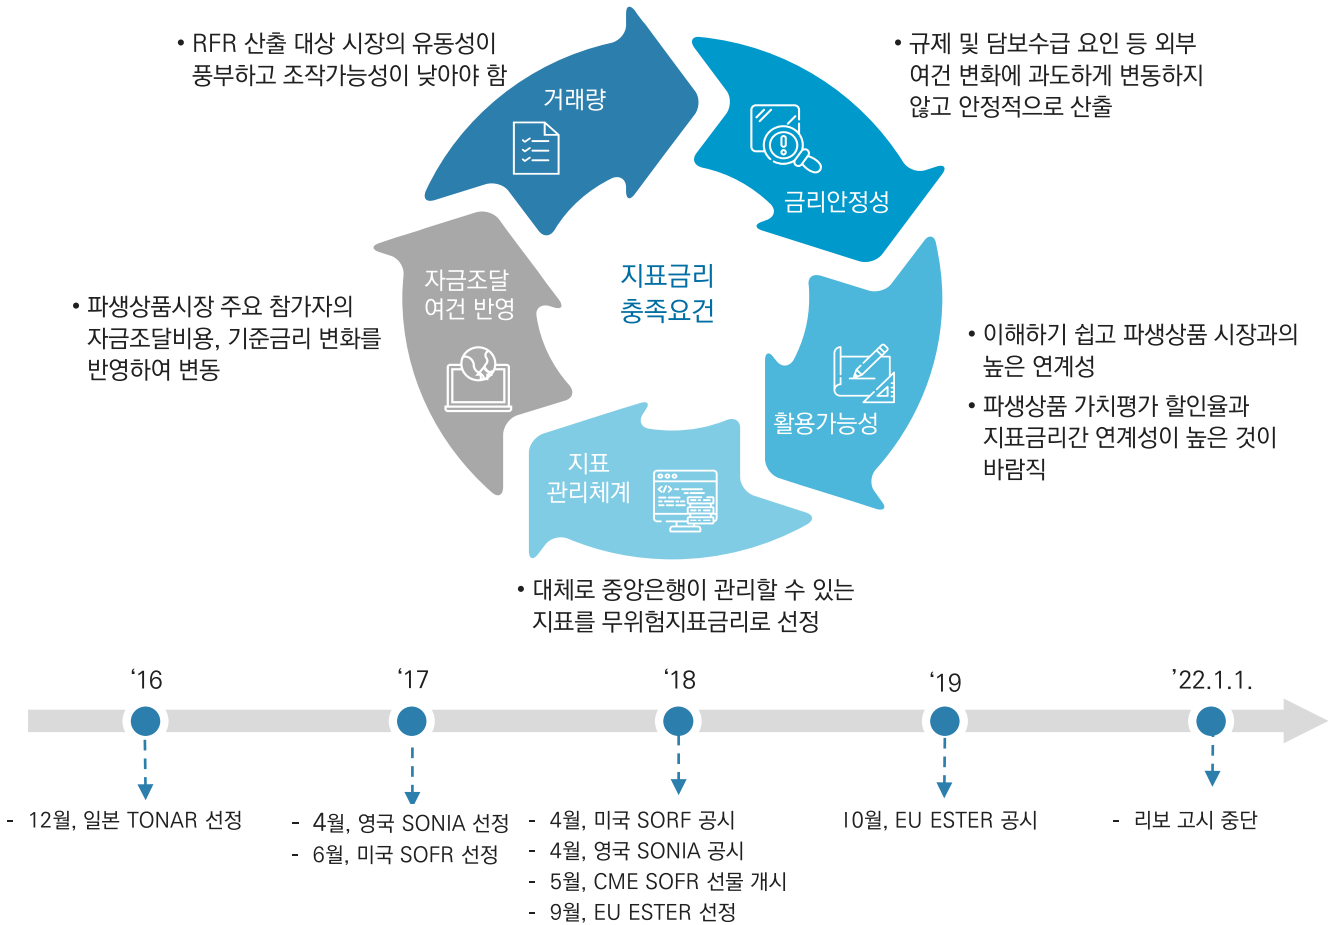 • RFR 산출 대상 시장의 유동성이
풍부하고 조작가능성이 낮아야 함
거래량
• 규제 및 담보수급 요인 등 외부
여건 변화에 과도하게 변동하지
않고 안정적으로 산출
금리안정성
지표금리
충족요건
자금조달
여건 반영
• 파생상품시장 주요 참가자의
자금조달비용, 기준금리 변화를
반영하여 변동
• 이해하기 쉽고 파생상품 시장과의
높은 연계성
• 파생상품 가치평가 할인율과
지표금리간 연계성이 높은 것이
바람직
활용가능성
지표
관리체계
• 대체로 중앙은행이 관리할 수 있는
지표를 무위험지표금리로 선정
‘16
- 12월, 일본 TONAR 선정
‘17
- 4월, 영국 SONIA 선정
- 6월, 미국 SOFR 선정
‘18
- 4월, 미국 SORF 공시
- 4월, 영국 SONIA 공시
- 5월, CME SOFR 선물 개시
- 9월, EU ESTER 선정
‘19
10월, EU ESTER 공시
’22.1.1.
- 리보 고시 중단